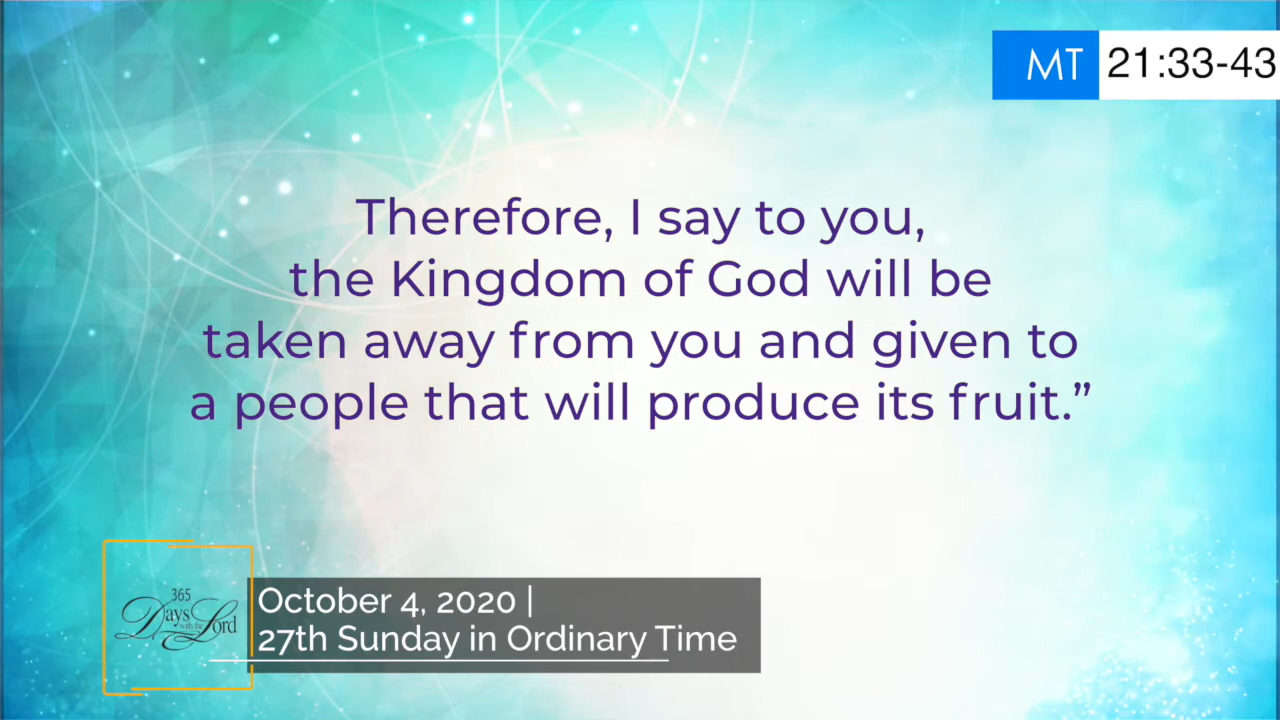 MT 21:33-43
Therefore, I say to you,
the Kingdom of God will be
taken away from you and given to
a people that will produce its fruit.”
365
Days with the Lord
October 4, 2020 |
27th Sunday in Ordinary Time